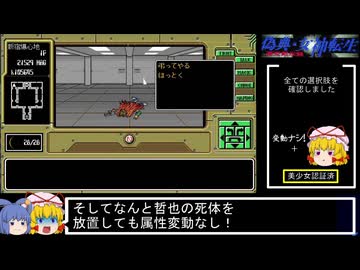 新宿爆心地
偽典・女神転生
21529 MAG
弔ってやる
ほっとく
TALK
MAGIC
全ての選択肢を
確認しました
変動ナシ!
+
美少女認証済
26/26
そしてなんと哲也の死体を
放置しても属性変動なし!